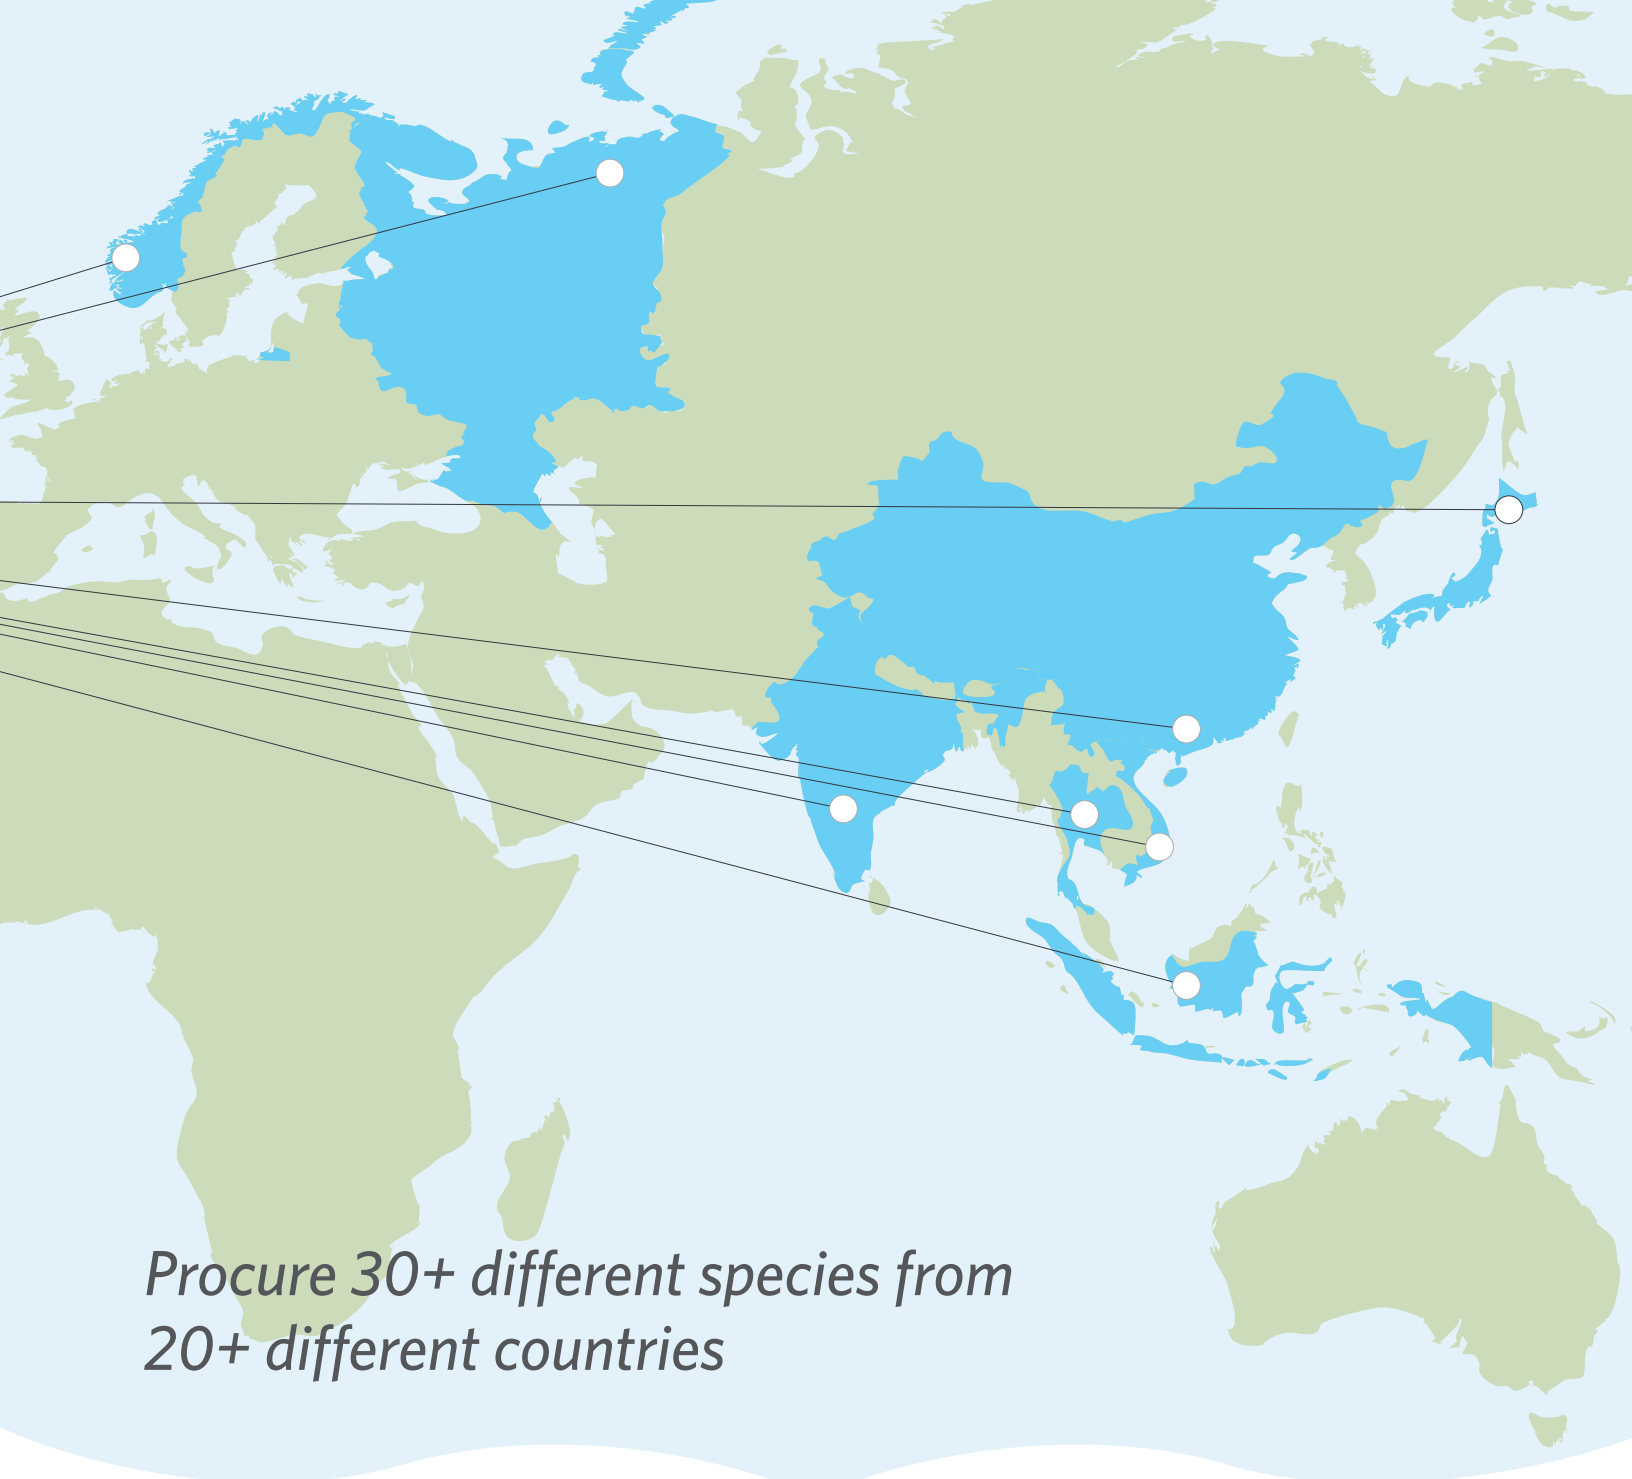 Procure 30+ different species from
20+ different countries